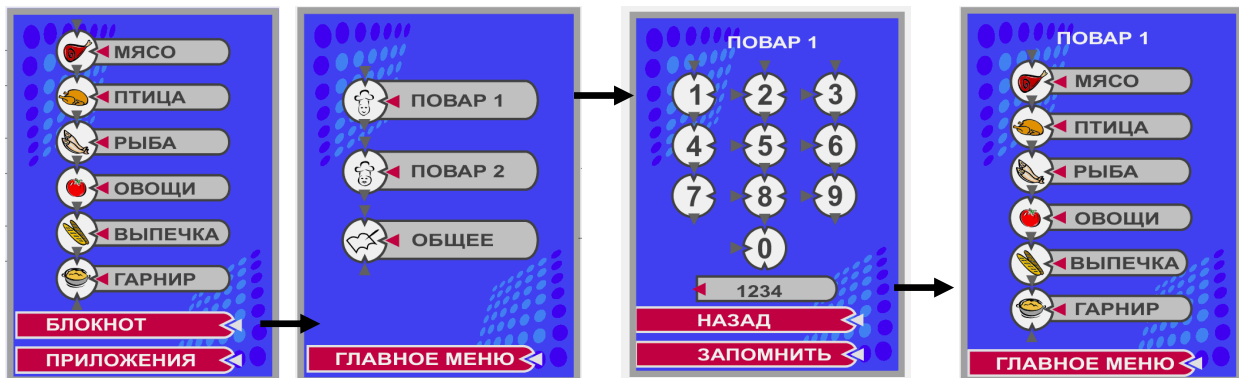 МЯСО
ПТИЦА
РЫБА
ОВОЩИ
ВЫПЕЧКА
ГАРНИР
БЛОКНОТ
ПРИЛОЖЕНИЯ
ПОВАР 1
ПОВАР 2
ОБЩЕЕ
ГЛАВНОЕ МЕНЮ
ПОВАР 1
1 2 3
4 5 6
7 8 9
0
1234
НАЗАД
ЗАПОМНИТЬ
ПОВАР 1
МЯСО
ПТИЦА
РЫБА
ОВОЩИ
ВЫПЕЧКА
ГАРНИР
ГЛАВНОЕ МЕНЮ